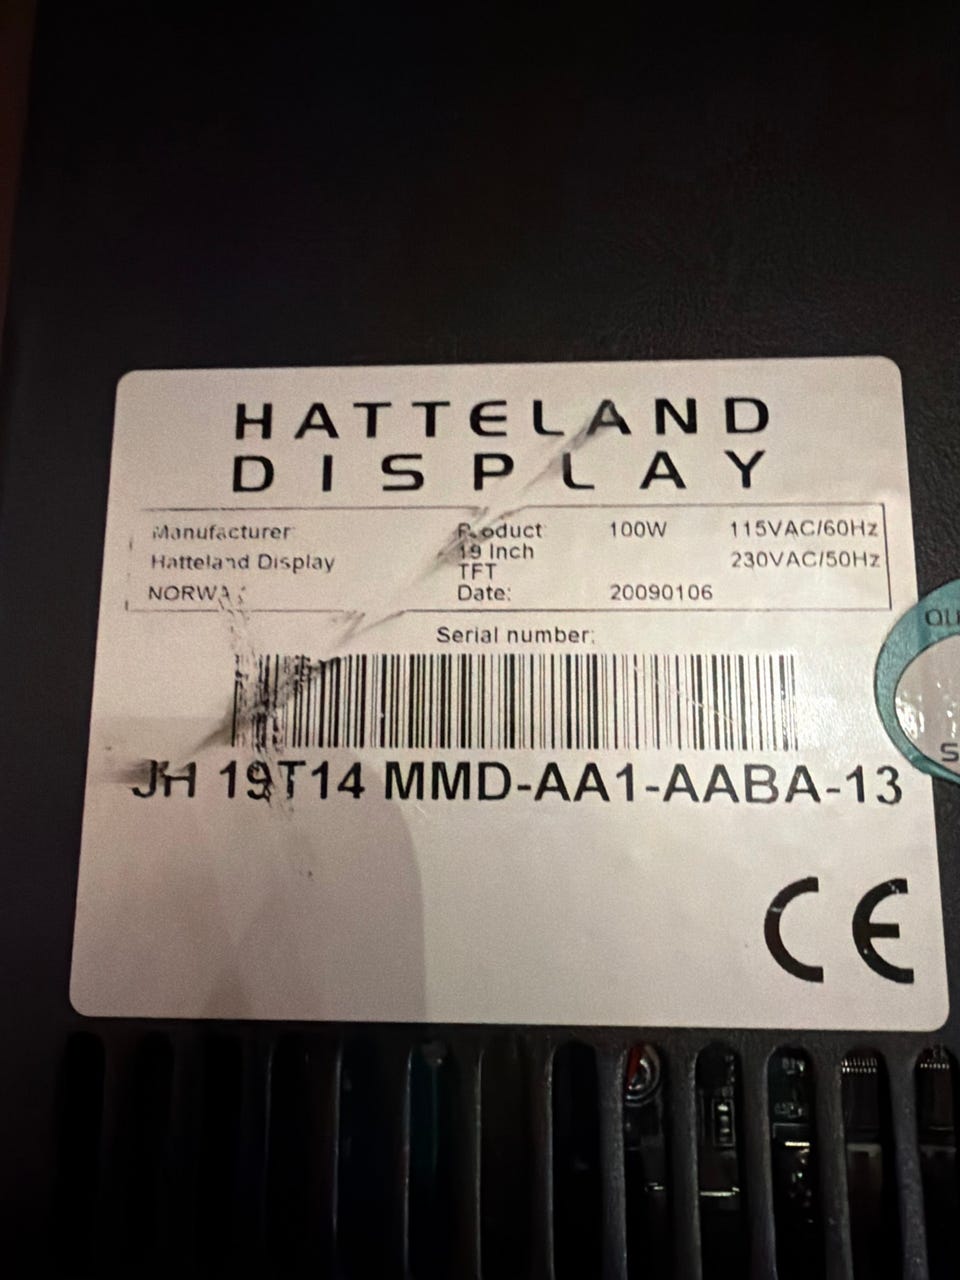 HATTELAND
DISPLAY
Manufacturer Product 100W 115VAC/60Hz
Hatteland Display 19 Inch 230VAC/50Hz
TFT
NORWAY Date: 20090106
Serial number:
JH 19T14 MMD-AA1-AABA-13
CE